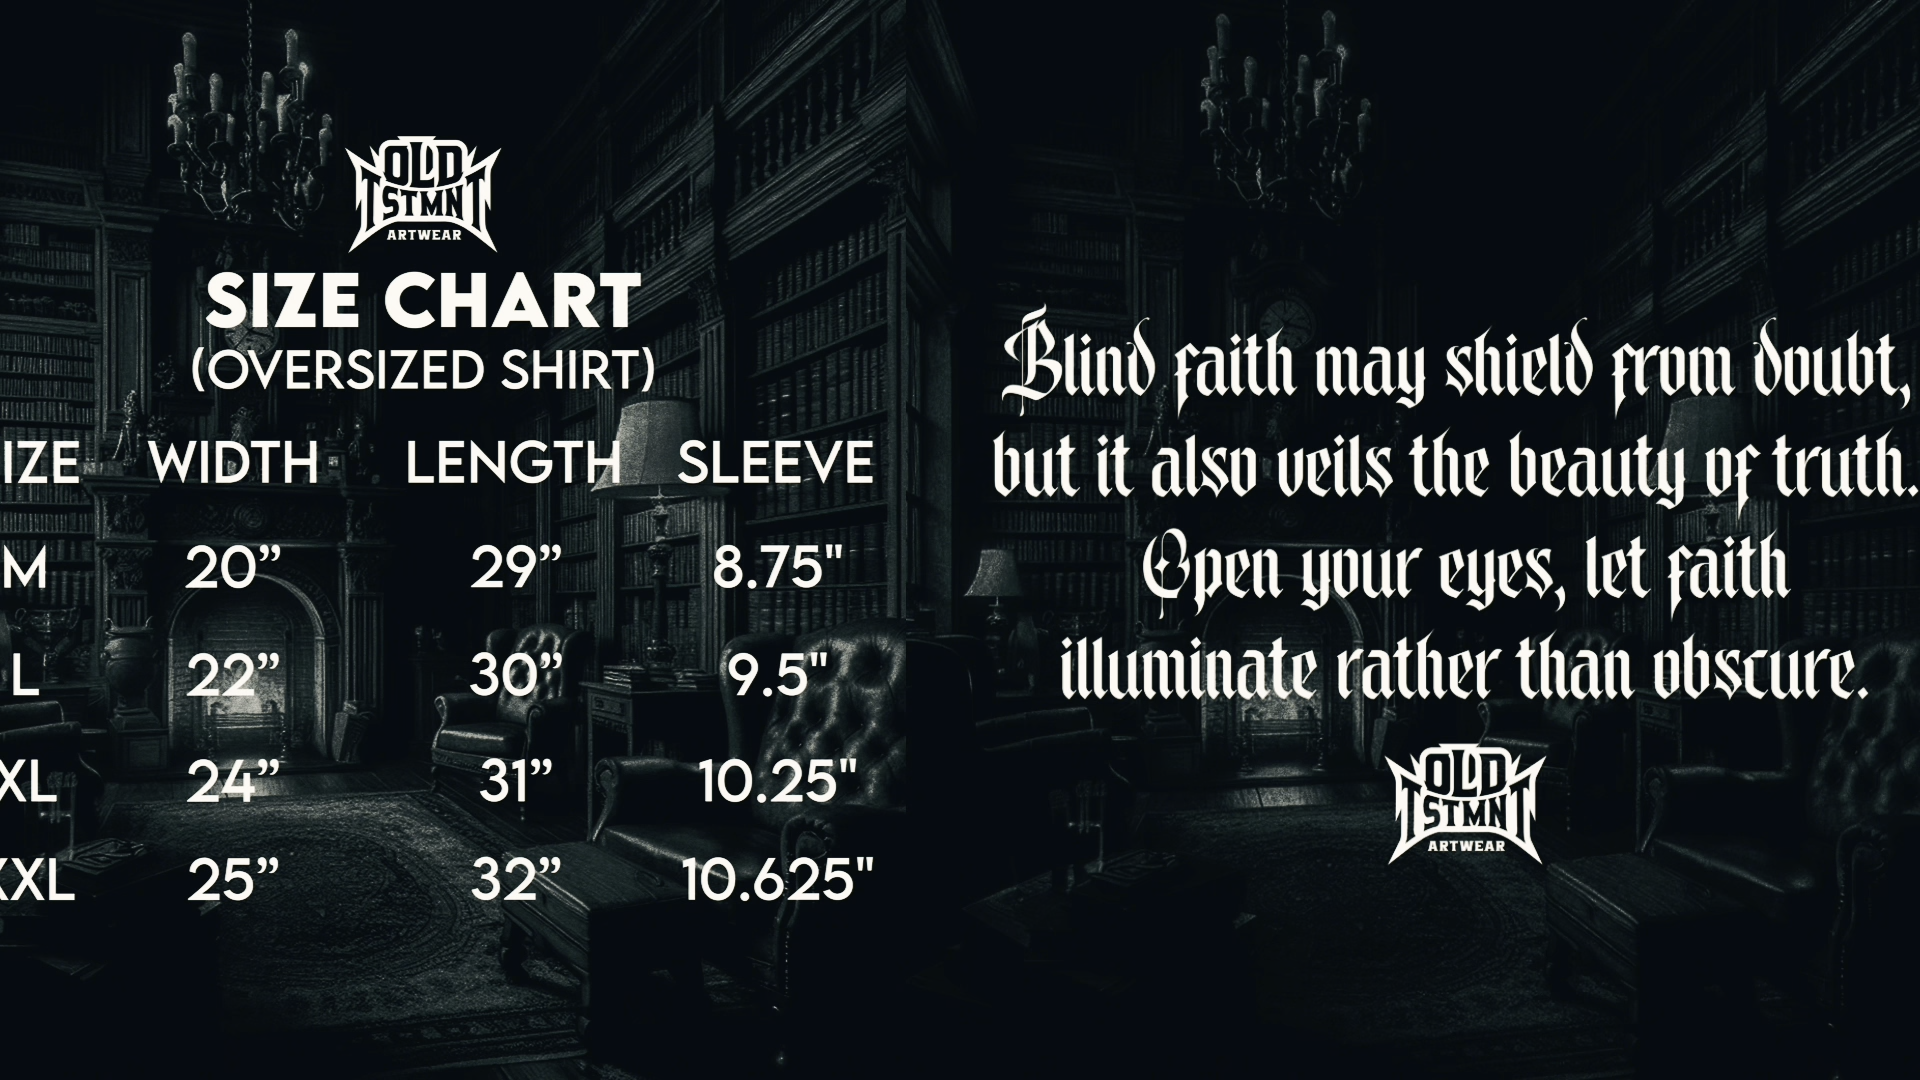 OLD
TSTMNT
ARTWEAR
SIZE CHART
(OVERSIZED SHIRT)
IZE WIDTH LENGTH SLEEVE
M 20” 29” 8.75"
L 22” 30” 9.5"
XL 24” 31” 10.25"
XXL 25” 32” 10.625"
Blind faith may shield from doubt,
but it also veils the beauty of truth.
Open your eyes, let faith
illuminate rather than obscure.
OLD
TSTMNT
ARTWEAR